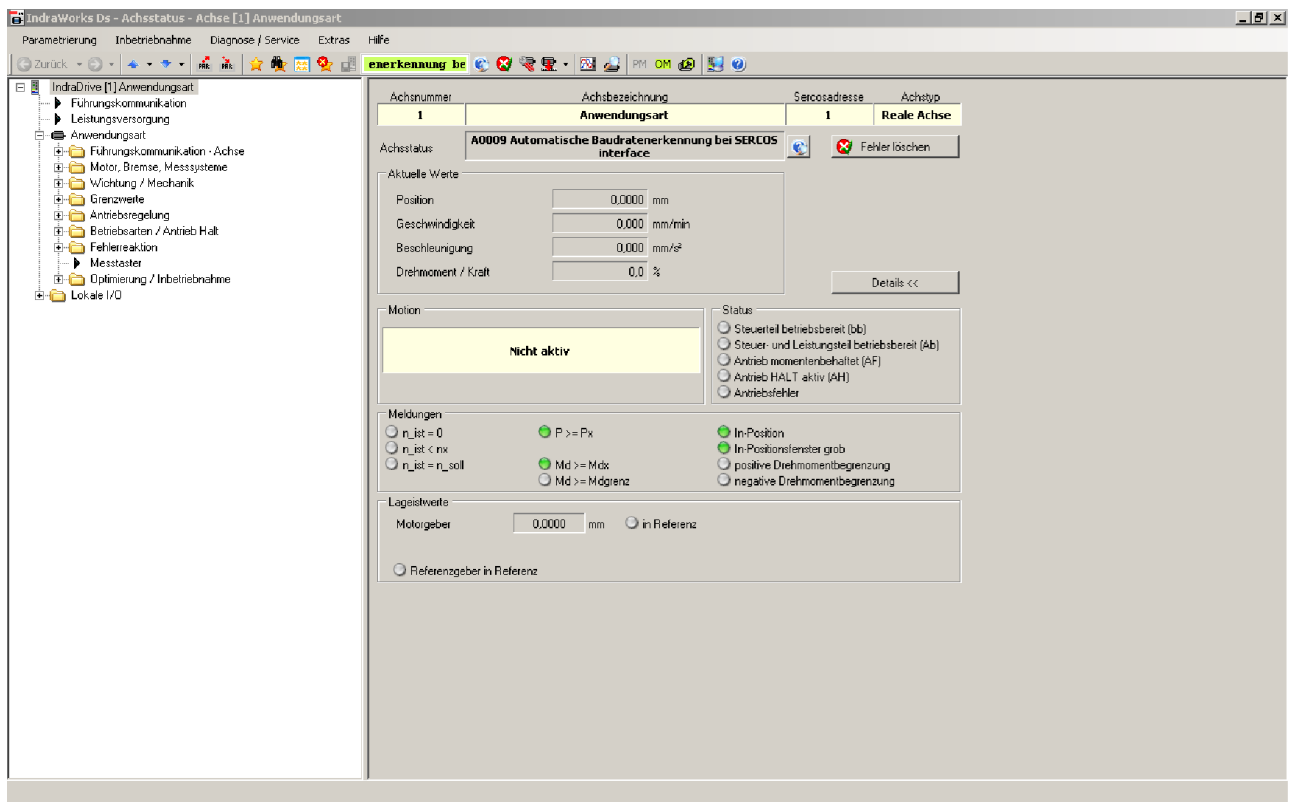 IndraWorks Ds - Achsstatus - Achse [1] Anwendungsart
Parametrierung Inbetriebnahme Diagnose / Service Extras Hilfe
Zurück PAR. PAR. enerkennung be PM OM
IndraDrive [1] Anwendungsart
Führungskommunikation
Leistungsversorgung
Anwendungsart
Führungskommunikation - Achse
Motor, Bremse, Messsysteme
Wichtung / Mechanik
Grenzwerte
Antriebsregelung
Betriebsarten / Antrieb Halt
Fehlerreaktion
Messtaster
Optimierung / Inbetriebnahme
Lokale I/O
Achsnummer Achsbezeichnung Sercosadresse Achstyp
1 Anwendungsart 1 Reale Achse
Achsstatus
A0009 Automatische Baudratenerkennung bei SERCOS
interface
Fehler löschen
Aktuelle Werte
Position 0,0000 mm
Geschwindigkeit 0,000 mm/min
Beschleunigung 0,000 mm/s²
Drehmoment / Kraft 0,0 %
Details <<
Motion
Nicht aktiv
Status
Steuerteil betriebsbereit (bb)
Steuer- und Leistungsteil betriebsbereit (Ab)
Antrieb momentenbehaftet (AF)
Antrieb HALT aktiv (AH)
Antriebsfehler
Meldungen
n_ist = 0 P >= Px In-Position
n_ist < nx In-Positionsfenster grob
n_ist = n_soll Md >= Mdx positive Drehmomentbegrenzung
Md >= Mdgrenz negative Drehmomentbegrenzung
Lageistwerte
Motorgeber 0,0000 mm in Referenz
Referenzgeber in Referenz